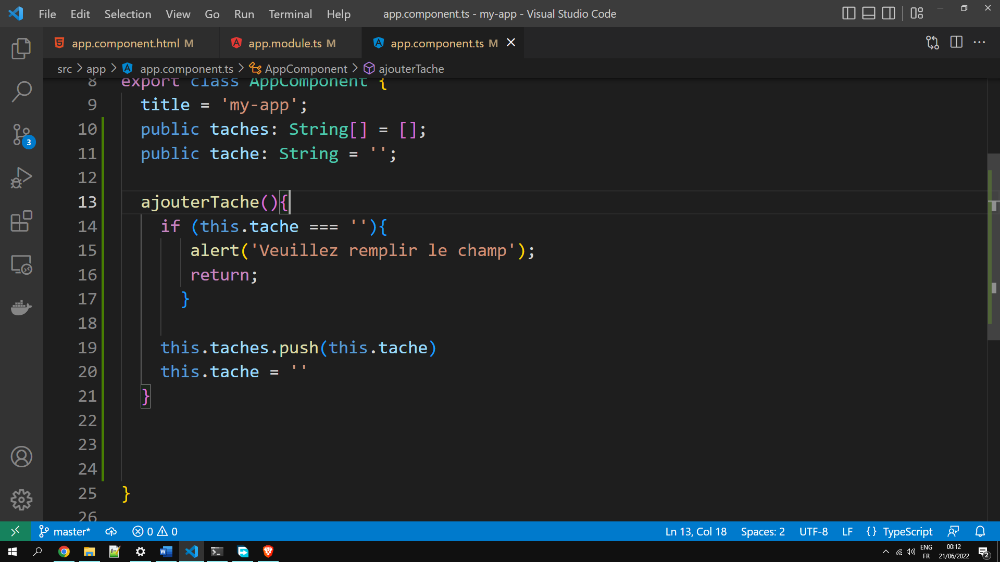 File Edit Selection View Go Run Terminal Help app.component.ts - my-app - Visual Studio Code
app.component.html M app.module.ts M app.component.ts M
src > app > app.component.ts > AppComponent > ajouterTache
8 export class AppComponent {
9 title = 'my-app';
10 public taches: String[] = [];
11 public tache: String = '';
12
13 ajouterTache(){
14 if (this.tache === ''){
15 alert('Veuillez remplir le champ');
16 return;
17 }
18
19 this.taches.push(this.tache)
20 this.tache = ''
21 }
22
23
24
25 }
26
3
master* 0 0 Ln 13, Col 18 Spaces: 2 UTF-8 LF {} TypeScript
ENG 00:12
FR 21/06/2022 2